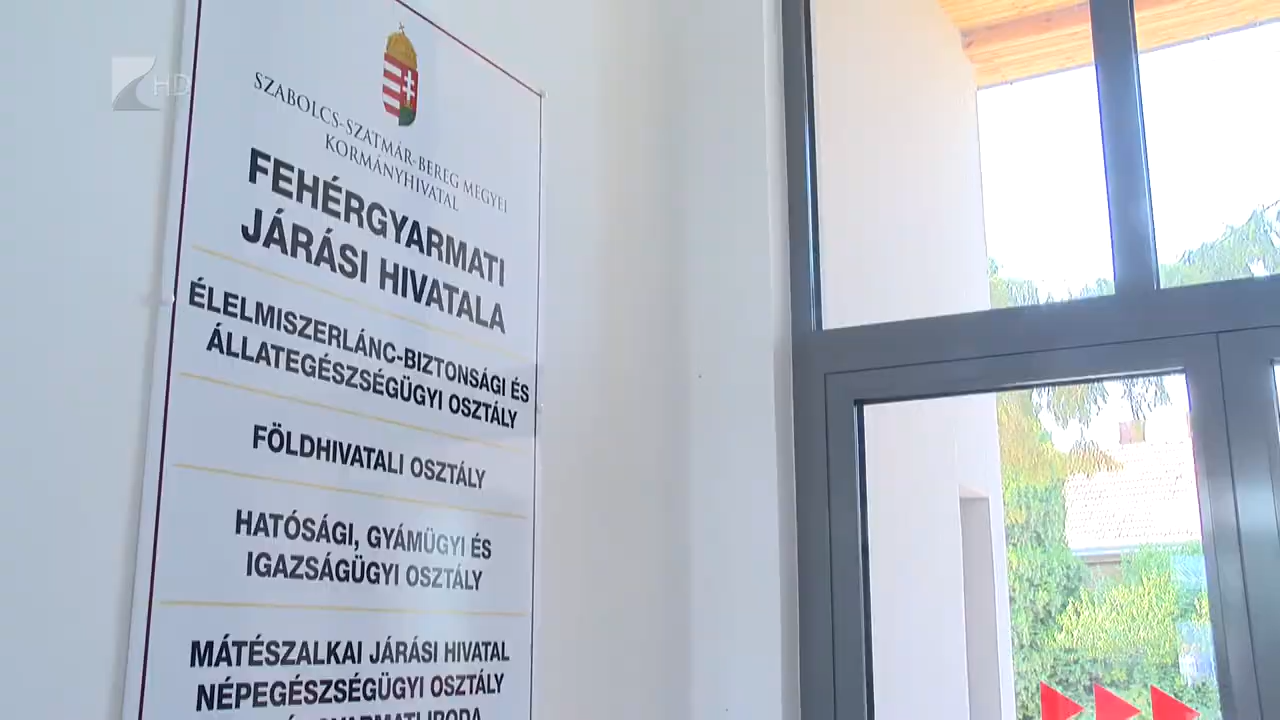 HD
SZABOLCS-SZATMÁR-BEREG MEGYEI
KORMÁNYHIVATAL
FEHÉRGYARMATI
JÁRÁSI HIVATALA
ÉLELMISZERLÁNC-BIZTONSÁGI ÉS
ÁLLATEGÉSZSÉGÜGYI OSZTÁLY
FÖLDHIVATALI OSZTÁLY
HATÓSÁGI, GYÁMÜGYI ÉS
IGAZSÁGÜGYI OSZTÁLY
MÁTÉSZALKAI JÁRÁSI HIVATAL
NÉPEGÉSZSÉGÜGYI OSZTÁLY